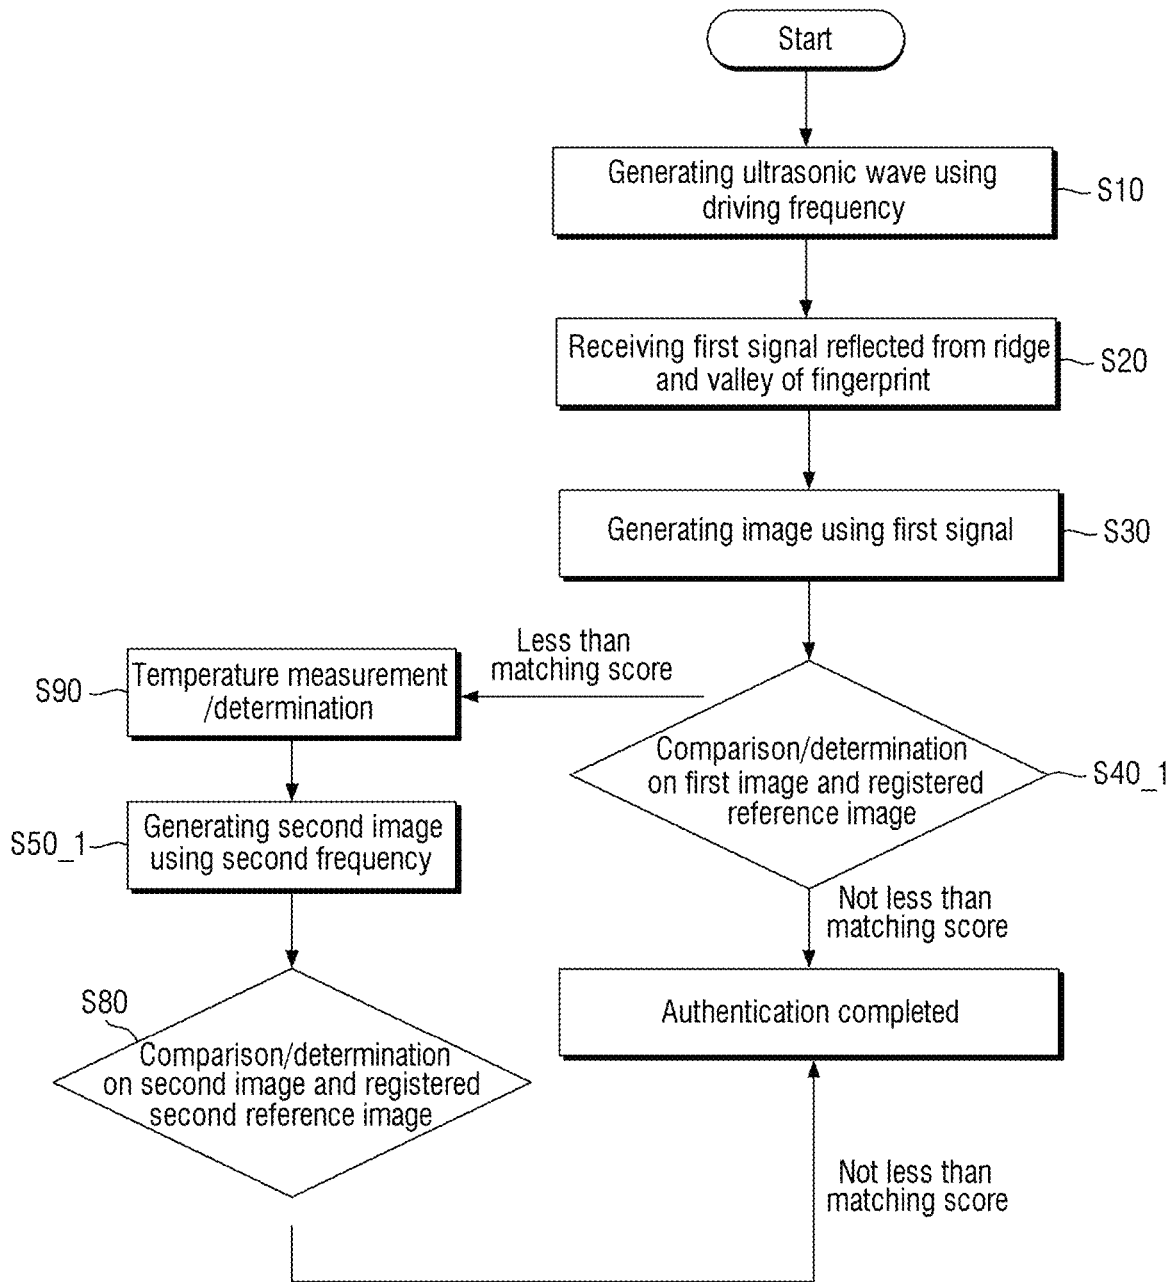 Start
Generating ultrasonic wave using
driving frequency
S10
Receiving first signal reflected from ridge
and valley of fingerprint
S20
Generating image using first signal
S30
Less than
matching score
Temperature measurement
/determination
S90
Comparison/determination
on first image and registered
reference image
S40_1
Generating second image
using second frequency
S50_1
Not less than
matching score
Authentication completed
S80
Comparison/determination
on second image and registered
second reference image
Not less than
matching score